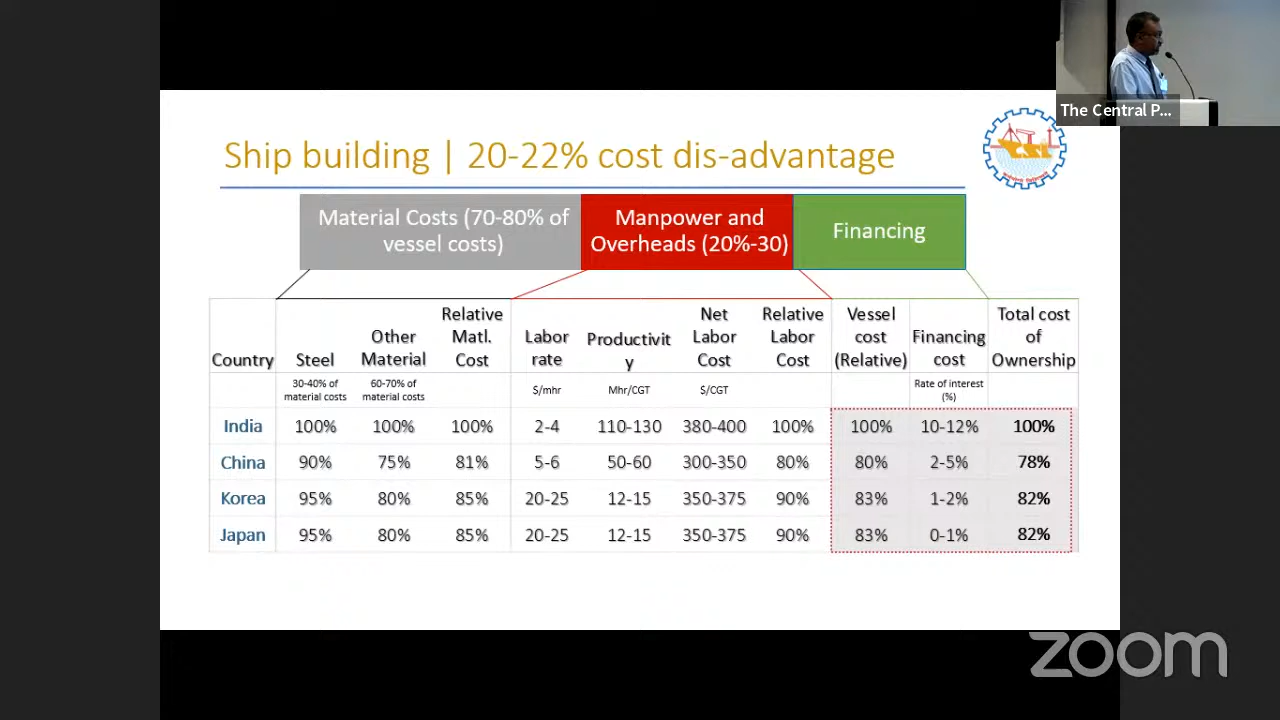 The Central P...
Ship building | 20-22% cost dis-advantage
CSL
Material Costs (70-80% of
vessel costs)
Manpower and
Overheads (20%-30)
Financing
Country
Steel
Other
Material
Relative
Matl.
Cost
Labor
rate
Productivit
y
Net
Labor
Cost
Relative
Labor
Cost
Vessel
cost
(Relative)
Financing
cost
Total cost
of
Ownership
30-40% of
material costs
60-70% of
material costs
$/mhr
Mhr/CGT
$/CGT
Rate of interest
(%)
India 100% 100% 100% 2-4 110-130 380-400 100% 100% 10-12% 100%
China 90% 75% 81% 5-6 50-60 300-350 80% 80% 2-5% 78%
Korea 95% 80% 85% 20-25 12-15 350-375 90% 83% 1-2% 82%
Japan 95% 80% 85% 20-25 12-15 350-375 90% 83% 0-1% 82%
zoom